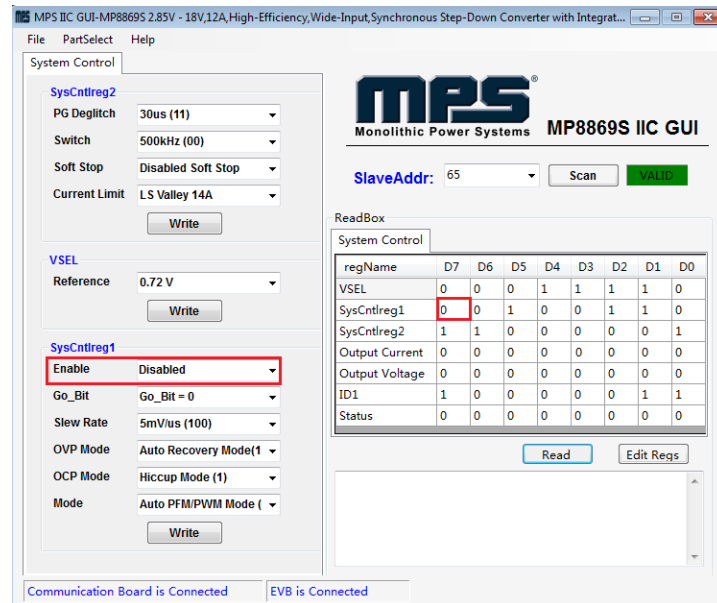 MPS IIC GUI-MP8869S 2.85V - 18V,12A,High-Efficiency,Wide-Input,Synchronous Step-Down Converter with Integrat...
File PartSelect Help
System Control
SysCntlreg2
PG Deglitch 30us (11)
Switch 500kHz (00)
Soft Stop Disabled Soft Stop
Current Limit LS Valley 14A
Write
VSEL
Reference 0.72 V
Write
SysCntlreg1
Enable Disabled
Go_Bit Go_Bit = 0
Slew Rate 5mV/us (100)
OVP Mode Auto Recovery Mode(1
OCP Mode Hiccup Mode (1)
Mode Auto PFM/PWM Mode (
Write
mps®
Monolithic Power Systems MP8869S IIC GUI
SlaveAddr: 65 Scan VALID
ReadBox
System Control
regName D7 D6 D5 D4 D3 D2 D1 D0
VSEL 0 0 0 1 1 1 1 0
SysCntlreg1 0 0 1 0 0 1 1 0
SysCntlreg2 1 1 0 0 0 0 0 1
Output Current 0 0 0 0 0 0 0 0
Output Voltage 0 0 0 0 0 0 0 0
ID1 1 0 0 0 0 0 1 1
Status 0 0 0 0 0 0 0 0
Read Edit Regs
Communication Board is Connected EVB is Connected